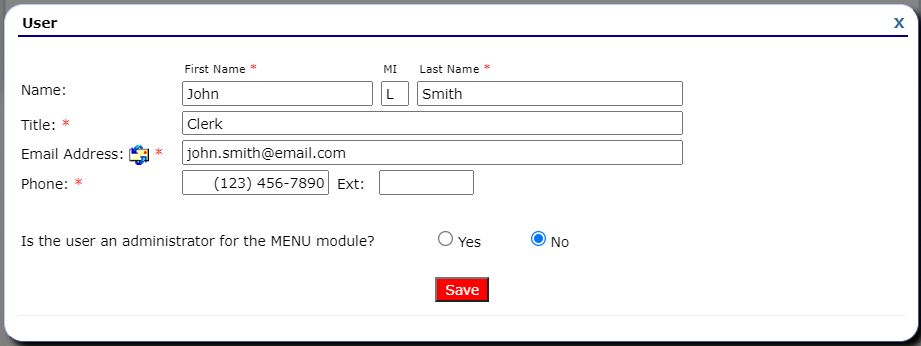 User X
First Name * MI Last Name *
Name: John L Smith
Title: * Clerk
Email Address: * john.smith@email.com
Phone: * (123) 456-7890 Ext:
Is the user an administrator for the MENU module? Yes No
Save